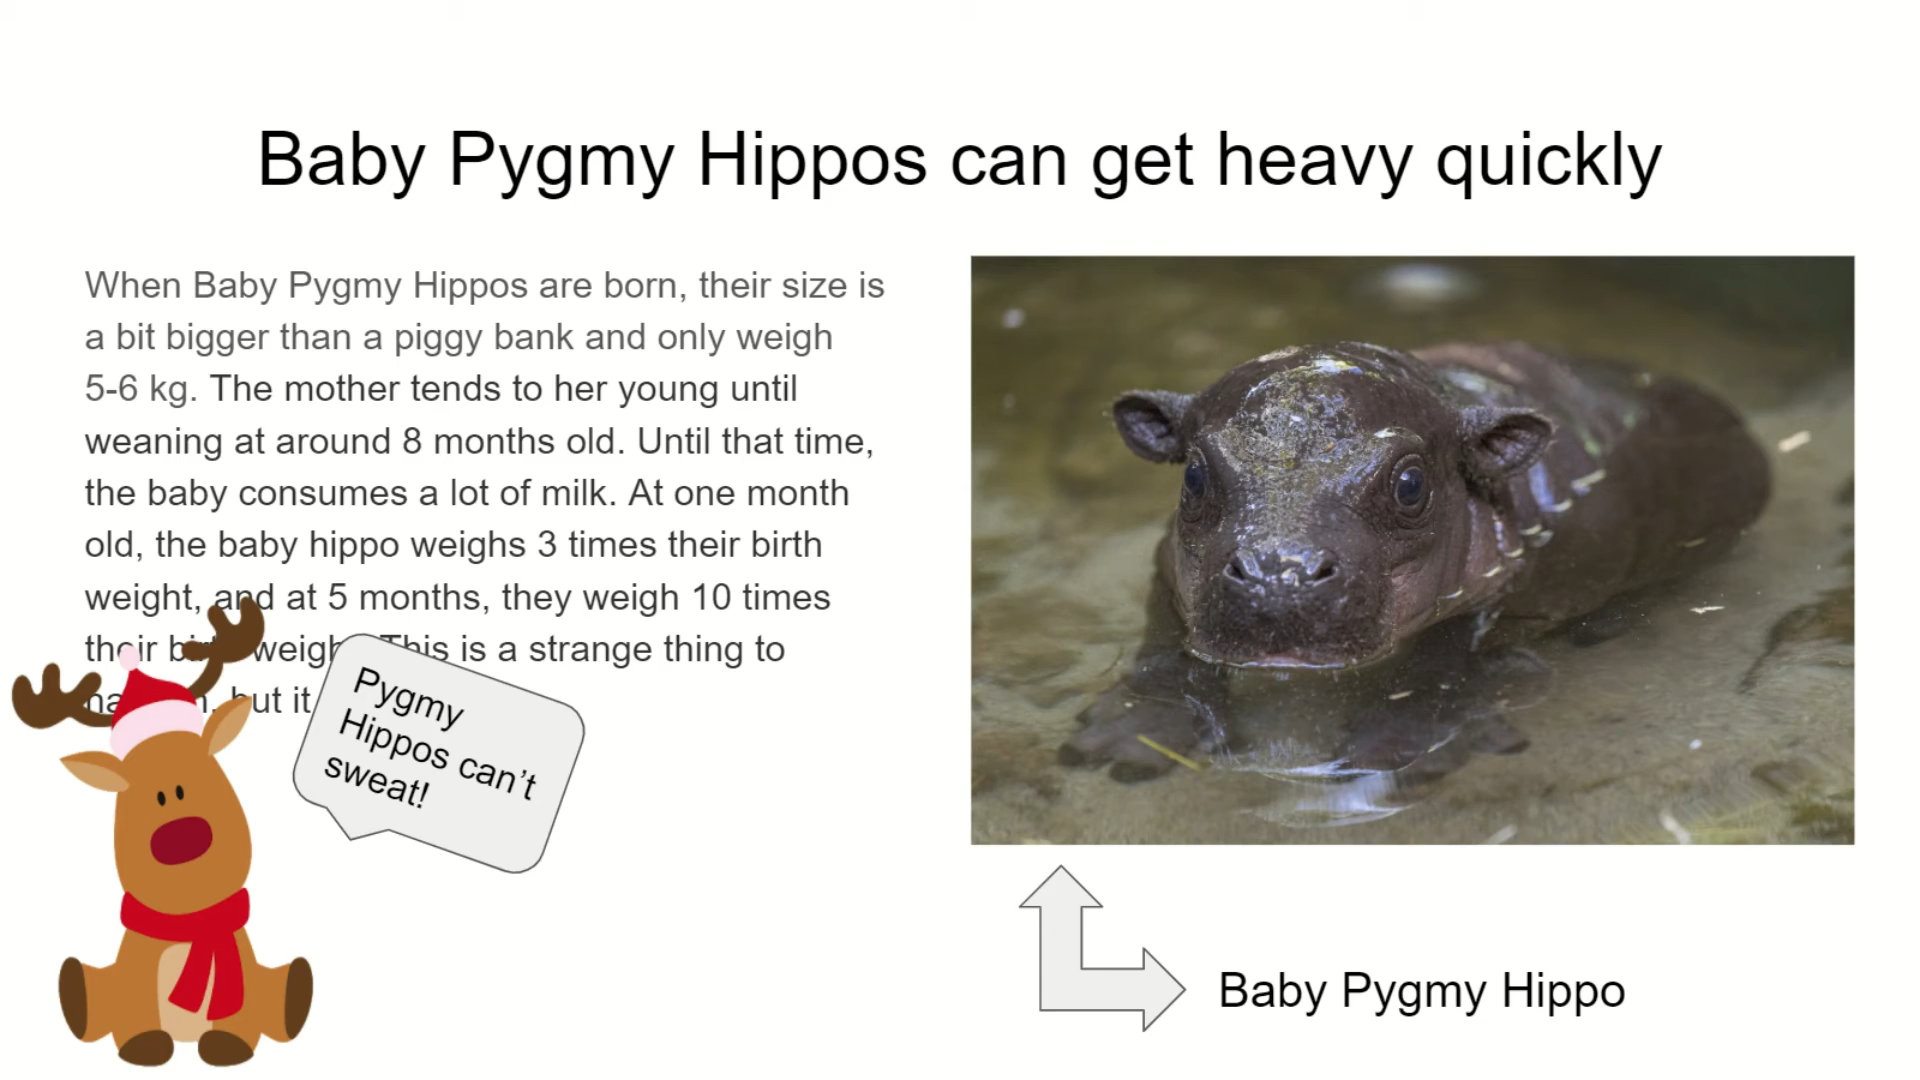 Baby Pygmy Hippos can get heavy quickly
When Baby Pygmy Hippos are born, their size is
a bit bigger than a piggy bank and only weigh
5-6 kg. The mother tends to her young until
weaning at around 8 months old. Until that time,
the baby consumes a lot of milk. At one month
old, the baby hippo weighs 3 times their birth
weight, and at 5 months, they weigh 10 times
their is a strange thing to
it
Pygmy
Hippos can’t
sweat!
Baby Pygmy Hippo